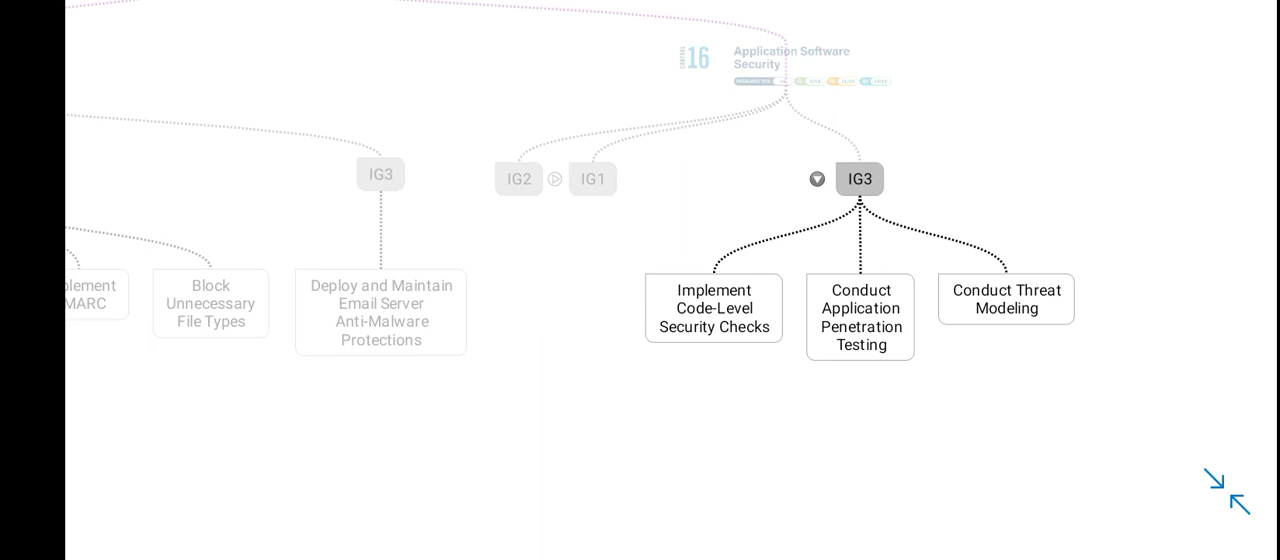 CONTROL
16
Application Software
Security
IG3
IG2
IG1
IG3
plement
MARC
Block
Unnecessary
File Types
Deploy and Maintain
Email Server
Anti-Malware
Protections
Implement
Code-Level
Security Checks
Conduct
Application
Penetration
Testing
Conduct Threat
Modeling